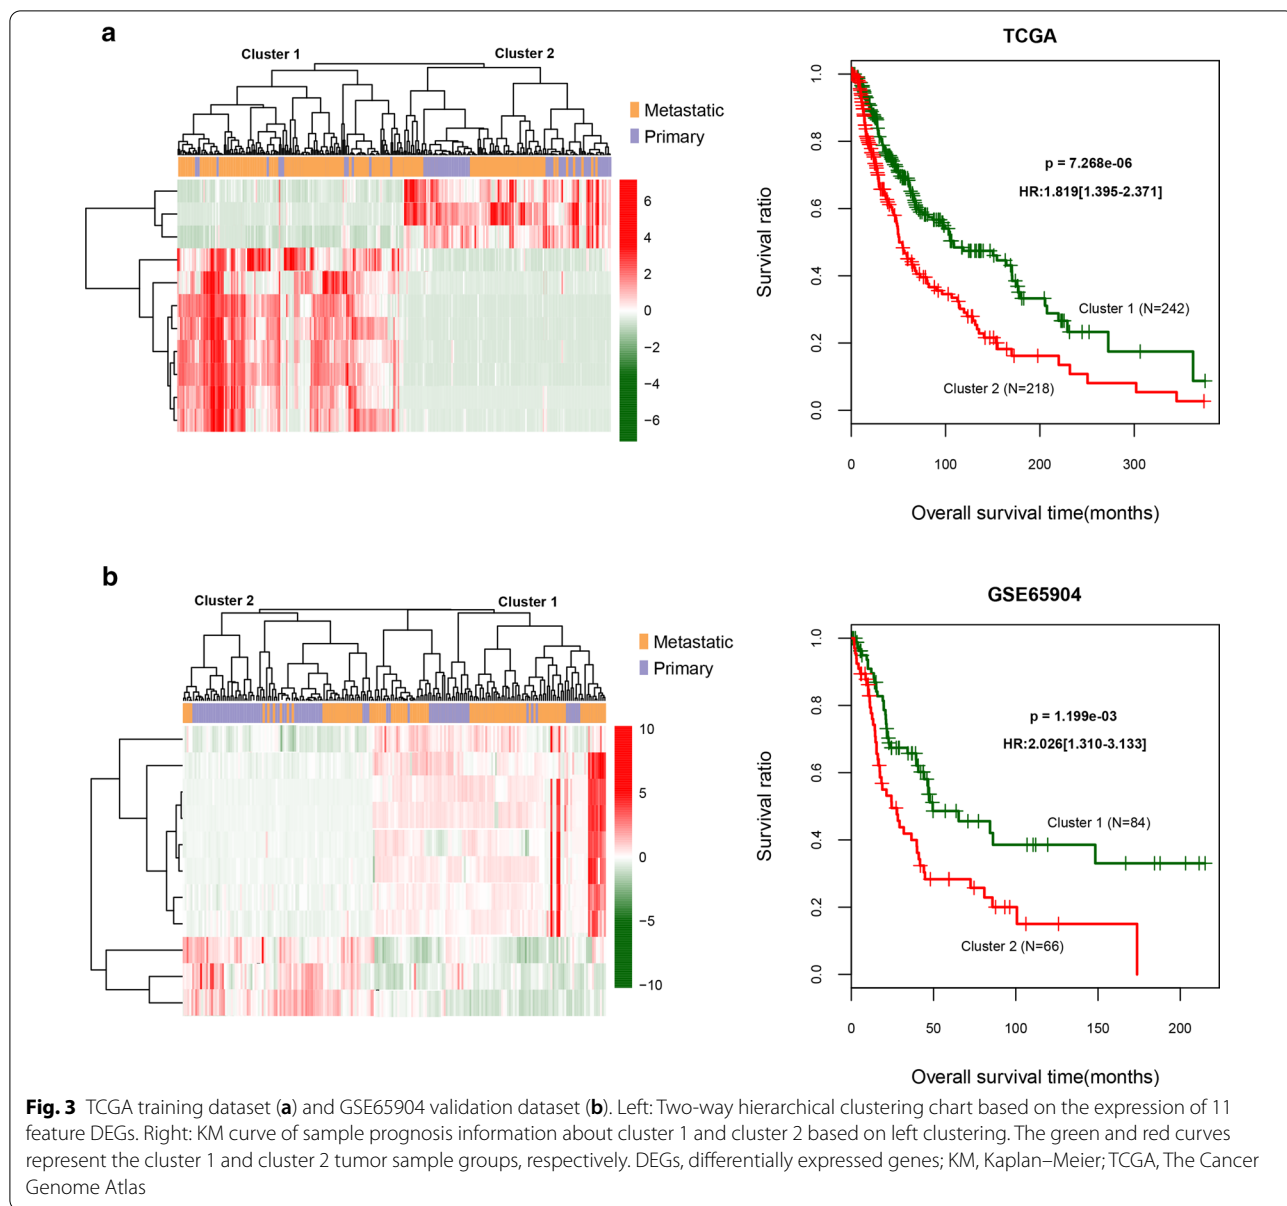 a
Cluster 1
Cluster 2
Metastatic
Primary
6
4
2
0
−2
−4
−6
TCGA
Survival ratio
1.0
0.8
0.6
0.4
0.2
0.0
p = 7.268e-06
HR:1.819[1.395-2.371]
Cluster 1 (N=242)
Cluster 2 (N=218)
0
100
200
300
Overall survival time(months)
b
Cluster 2
Cluster 1
Metastatic
Primary
10
5
0
−5
−10
GSE65904
Survival ratio
1.0
0.8
0.6
0.4
0.2
0.0
p = 1.199e-03
HR:2.026[1.310-3.133]
Cluster 1 (N=84)
Cluster 2 (N=66)
0
50
100
150
200
Overall survival time(months)
Fig. 3 TCGA training dataset (a) and GSE65904 validation dataset (b). Left: Two-way hierarchical clustering chart based on the expression of 11
feature DEGs. Right: KM curve of sample prognosis information about cluster 1 and cluster 2 based on left clustering. The green and red curves
represent the cluster 1 and cluster 2 tumor sample groups, respectively. DEGs, differentially expressed genes; KM, Kaplan–Meier; TCGA, The Cancer
Genome Atlas